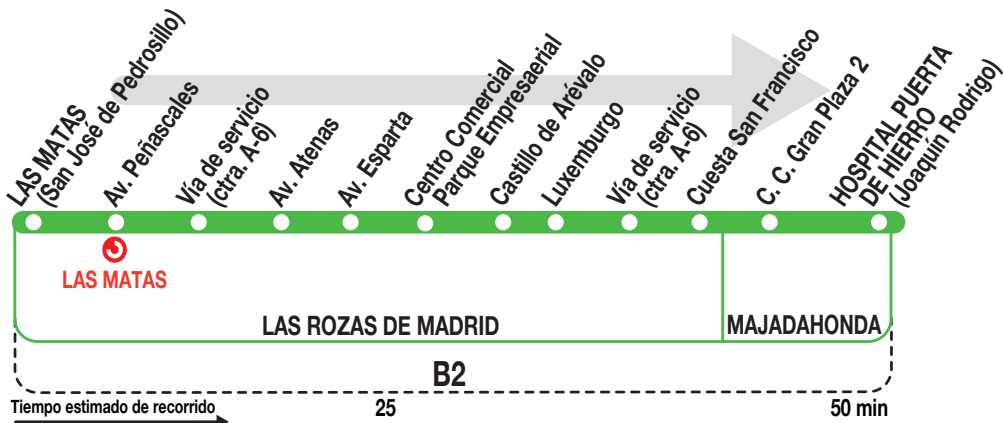 LAS MATAS
(San José de Pedrosillo)
Av. Peñascales
Vía de servicio
(ctra. A-6)
Av. Atenas
Av. Esparta
Centro Comercial
Parque Empresaerial
Castillo de Arévalo
Luxemburgo
Vía de servicio
(ctra. A-6)
Cuesta San Francisco
C. C. Gran Plaza 2
HOSPITAL PUERTA
DE HIERRO
(Joaquín Rodrigo)
LAS MATAS
LAS ROZAS DE MADRID
MAJADAHONDA
B2
Tiempo estimado de recorrido
25
50 min